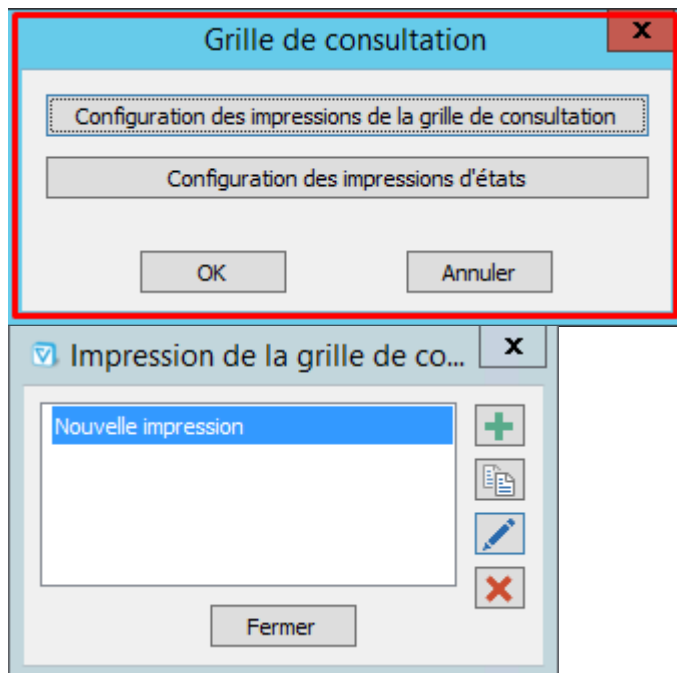 Grille de consultation
x
Configuration des impressions de la grille de consultation
Configuration des impressions d'états
OK Annuler
Impression de la grille de co... x
Nouvelle impression
Fermer